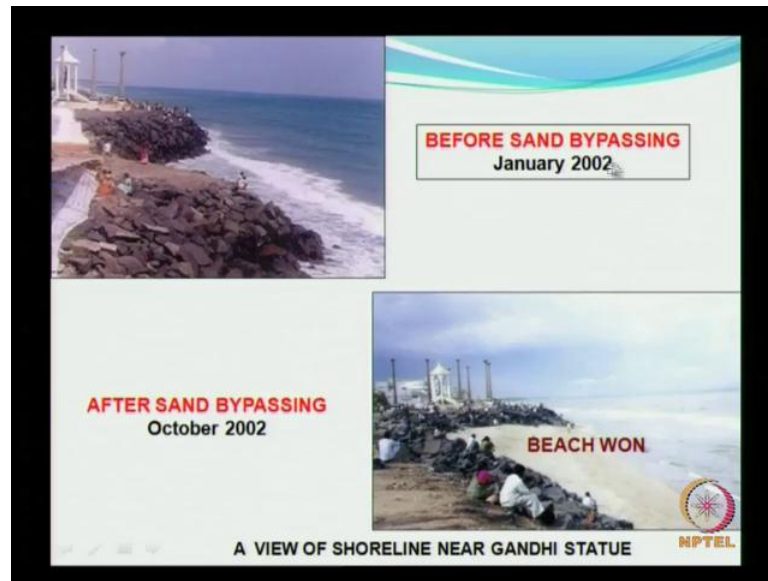 BEFORE SAND BYPASSING
January 2002
AFTER SAND BYPASSING
October 2002
BEACH WON
NPTEL
A VIEW OF SHORELINE NEAR GANDHI STATUE